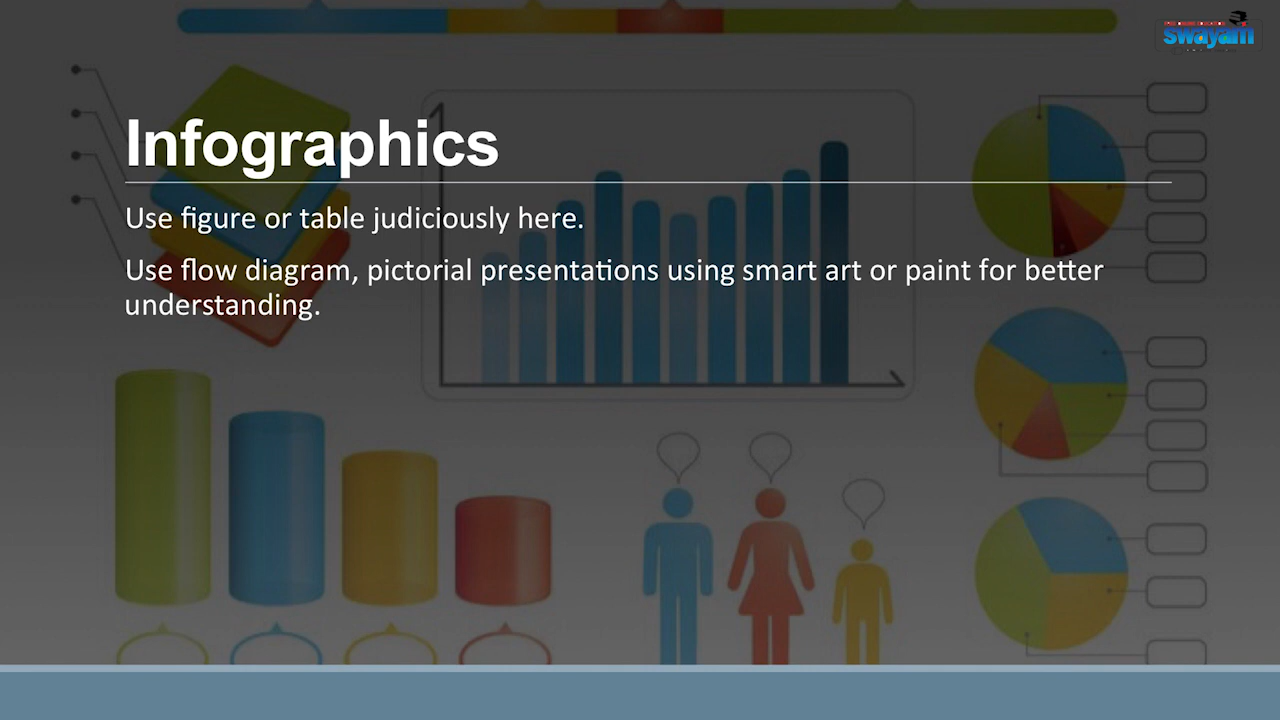 swayam
Infographics
Use figure or table judiciously here.
Use flow diagram, pictorial presentations using smart art or paint for better
understanding.